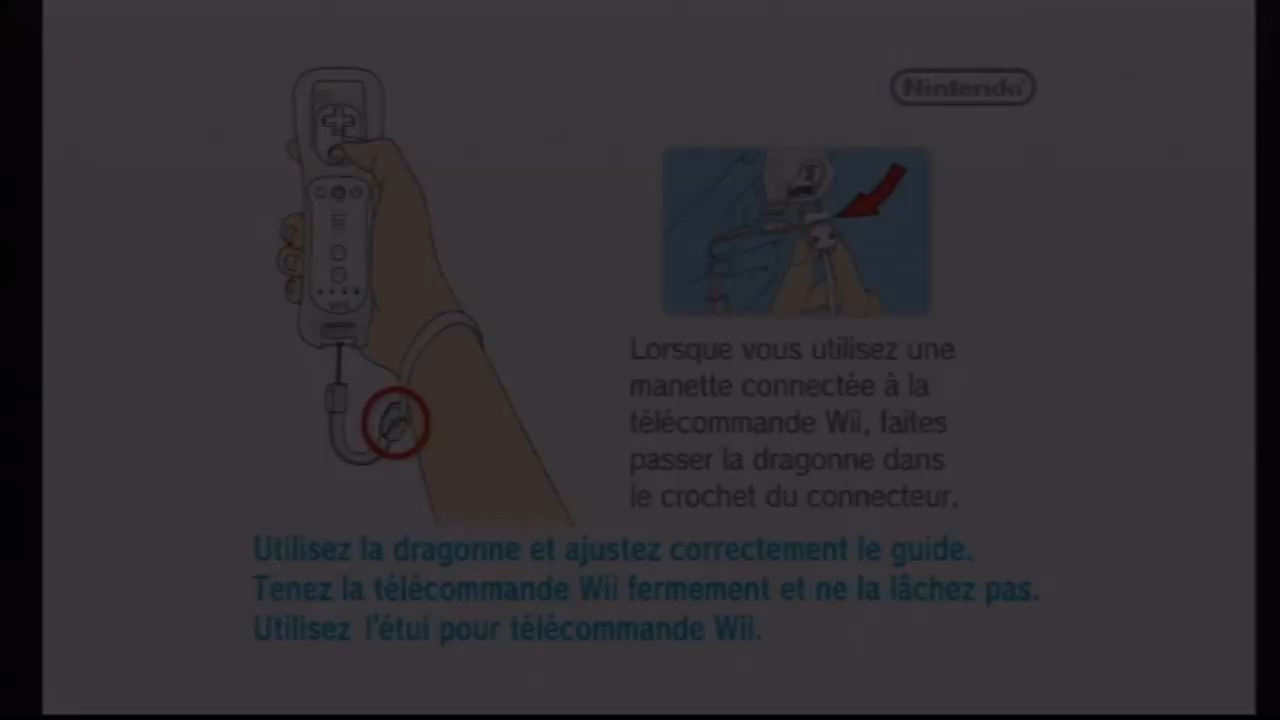 Nintendo
Lorsque vous utilisez une
manette connectée à la
télécommande Wii, faites
passer la dragonne dans
le crochet du connecteur.
Utilisez la dragonne et ajustez correctement le guide.
Tenez la télécommande Wii fermement et ne la lâchez pas.
Utilisez l'étui pour télécommande Wii.